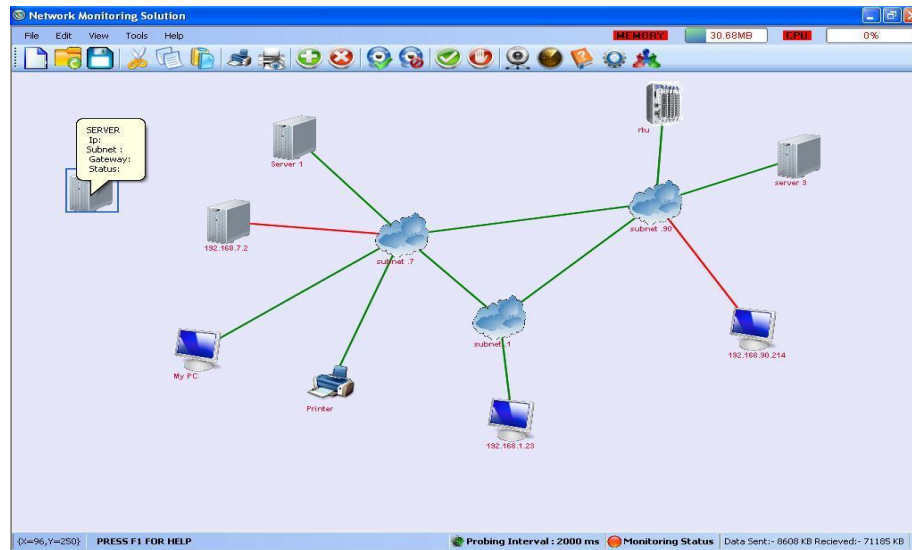 Network Monitoring Solution
File Edit View Tools Help
MEMORY 30.68MB CPU 0%
SERVER
Ip:
Subnet :
Gateway:
Status:
rtu
Server 1
server 3
subnet .90
192.168.7.2
subnet .7
subnet .1
192.168.90.214
My PC
Printer
192.168.1.23
{X=96,Y=250} PRESS F1 FOR HELP Probing Interval : 2000 ms Monitoring Status Data Sent:- 8608 KB Recieved:- 71185 KB